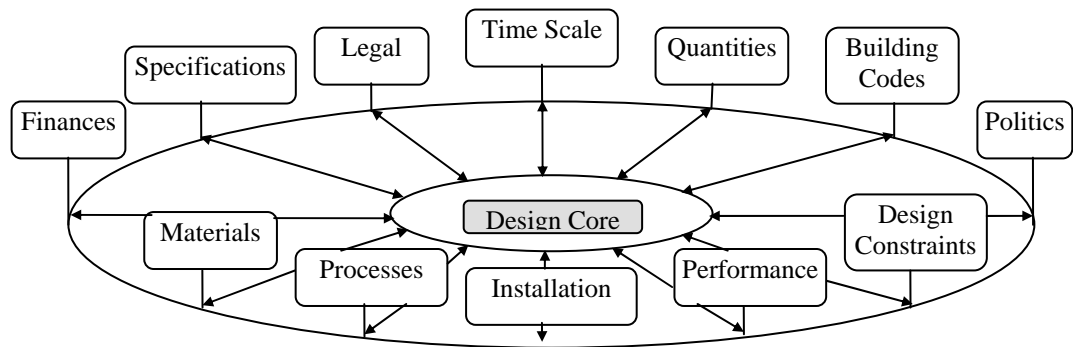 Time Scale
Legal
Quantities
Building
Codes
Specifications
Finances
Politics
Design Core
Materials
Design
Constraints
Processes
Performance
Installation